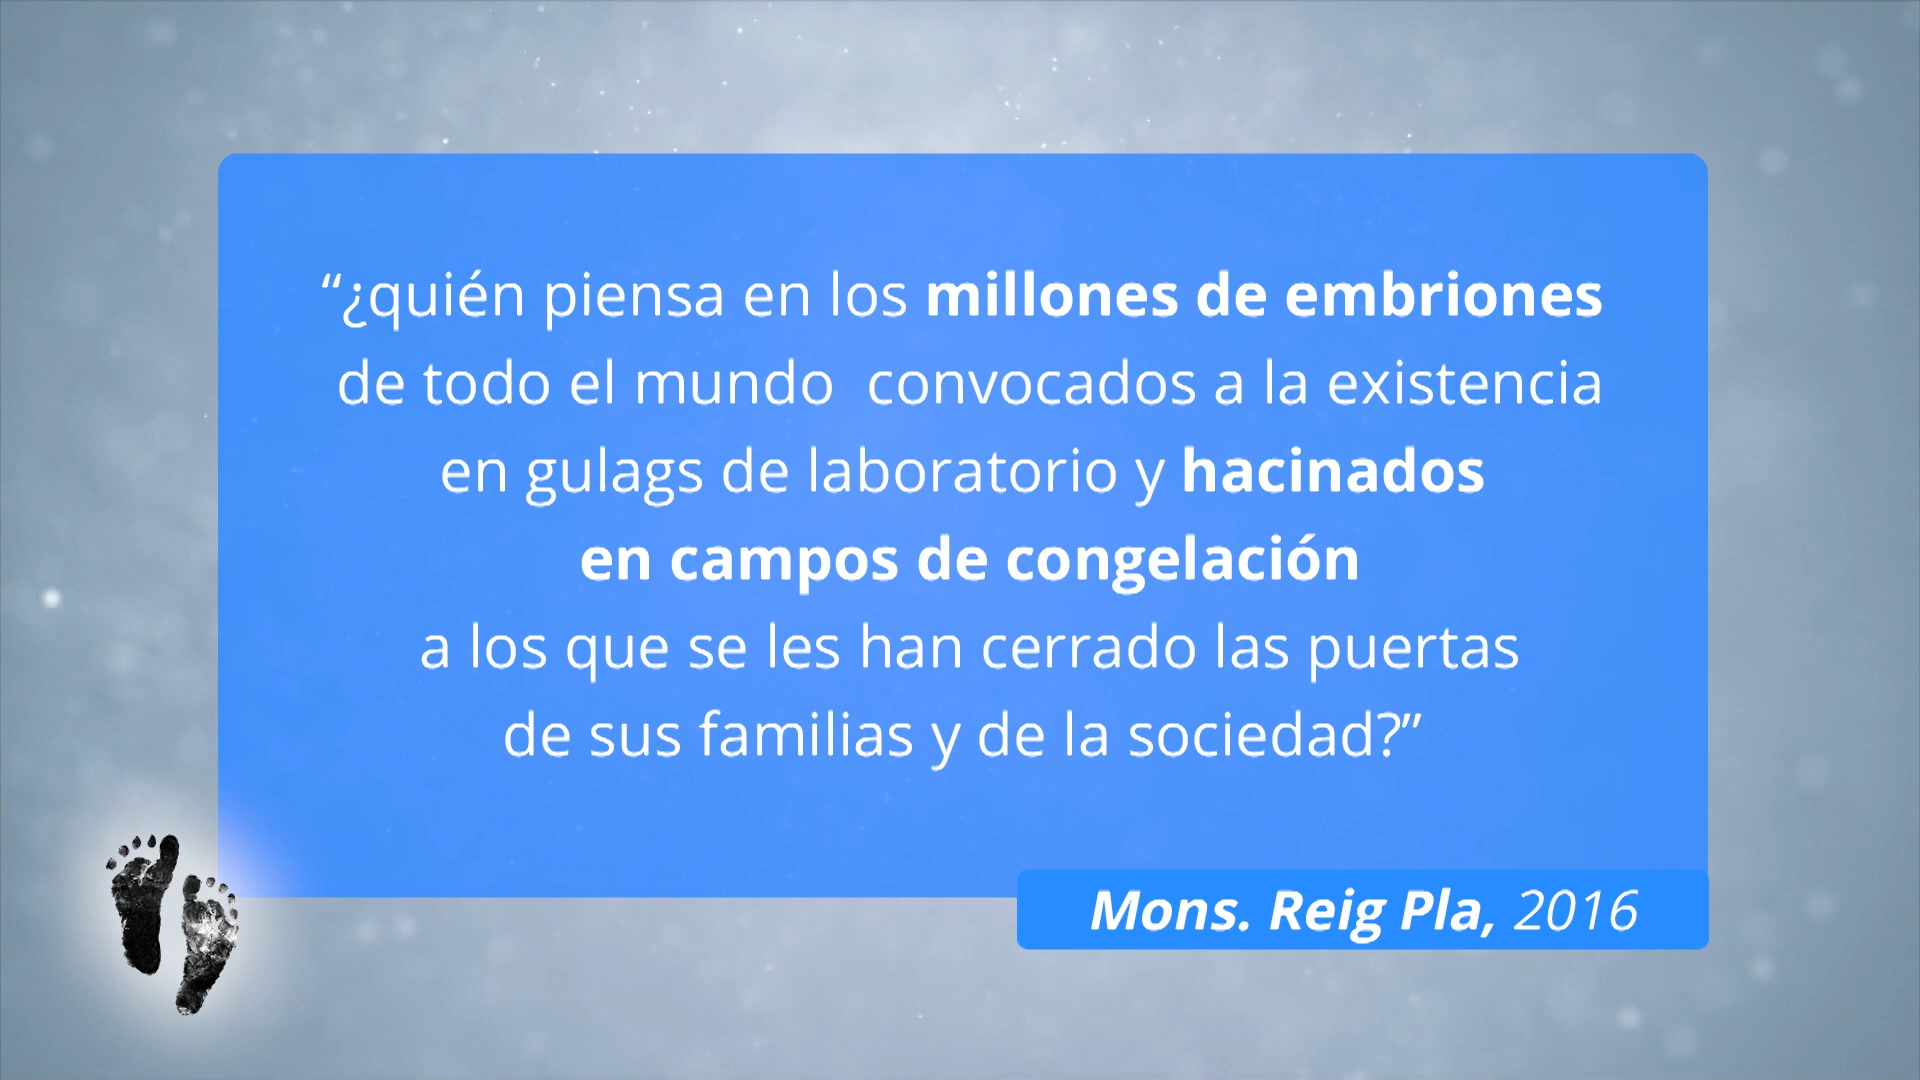 “¿quién piensa en los millones de embriones
de todo el mundo convocados a la existencia
en gulags de laboratorio y hacinados
en campos de congelación
a los que se les han cerrado las puertas
de sus familias y de la sociedad?”
Mons. Reig Pla, 2016